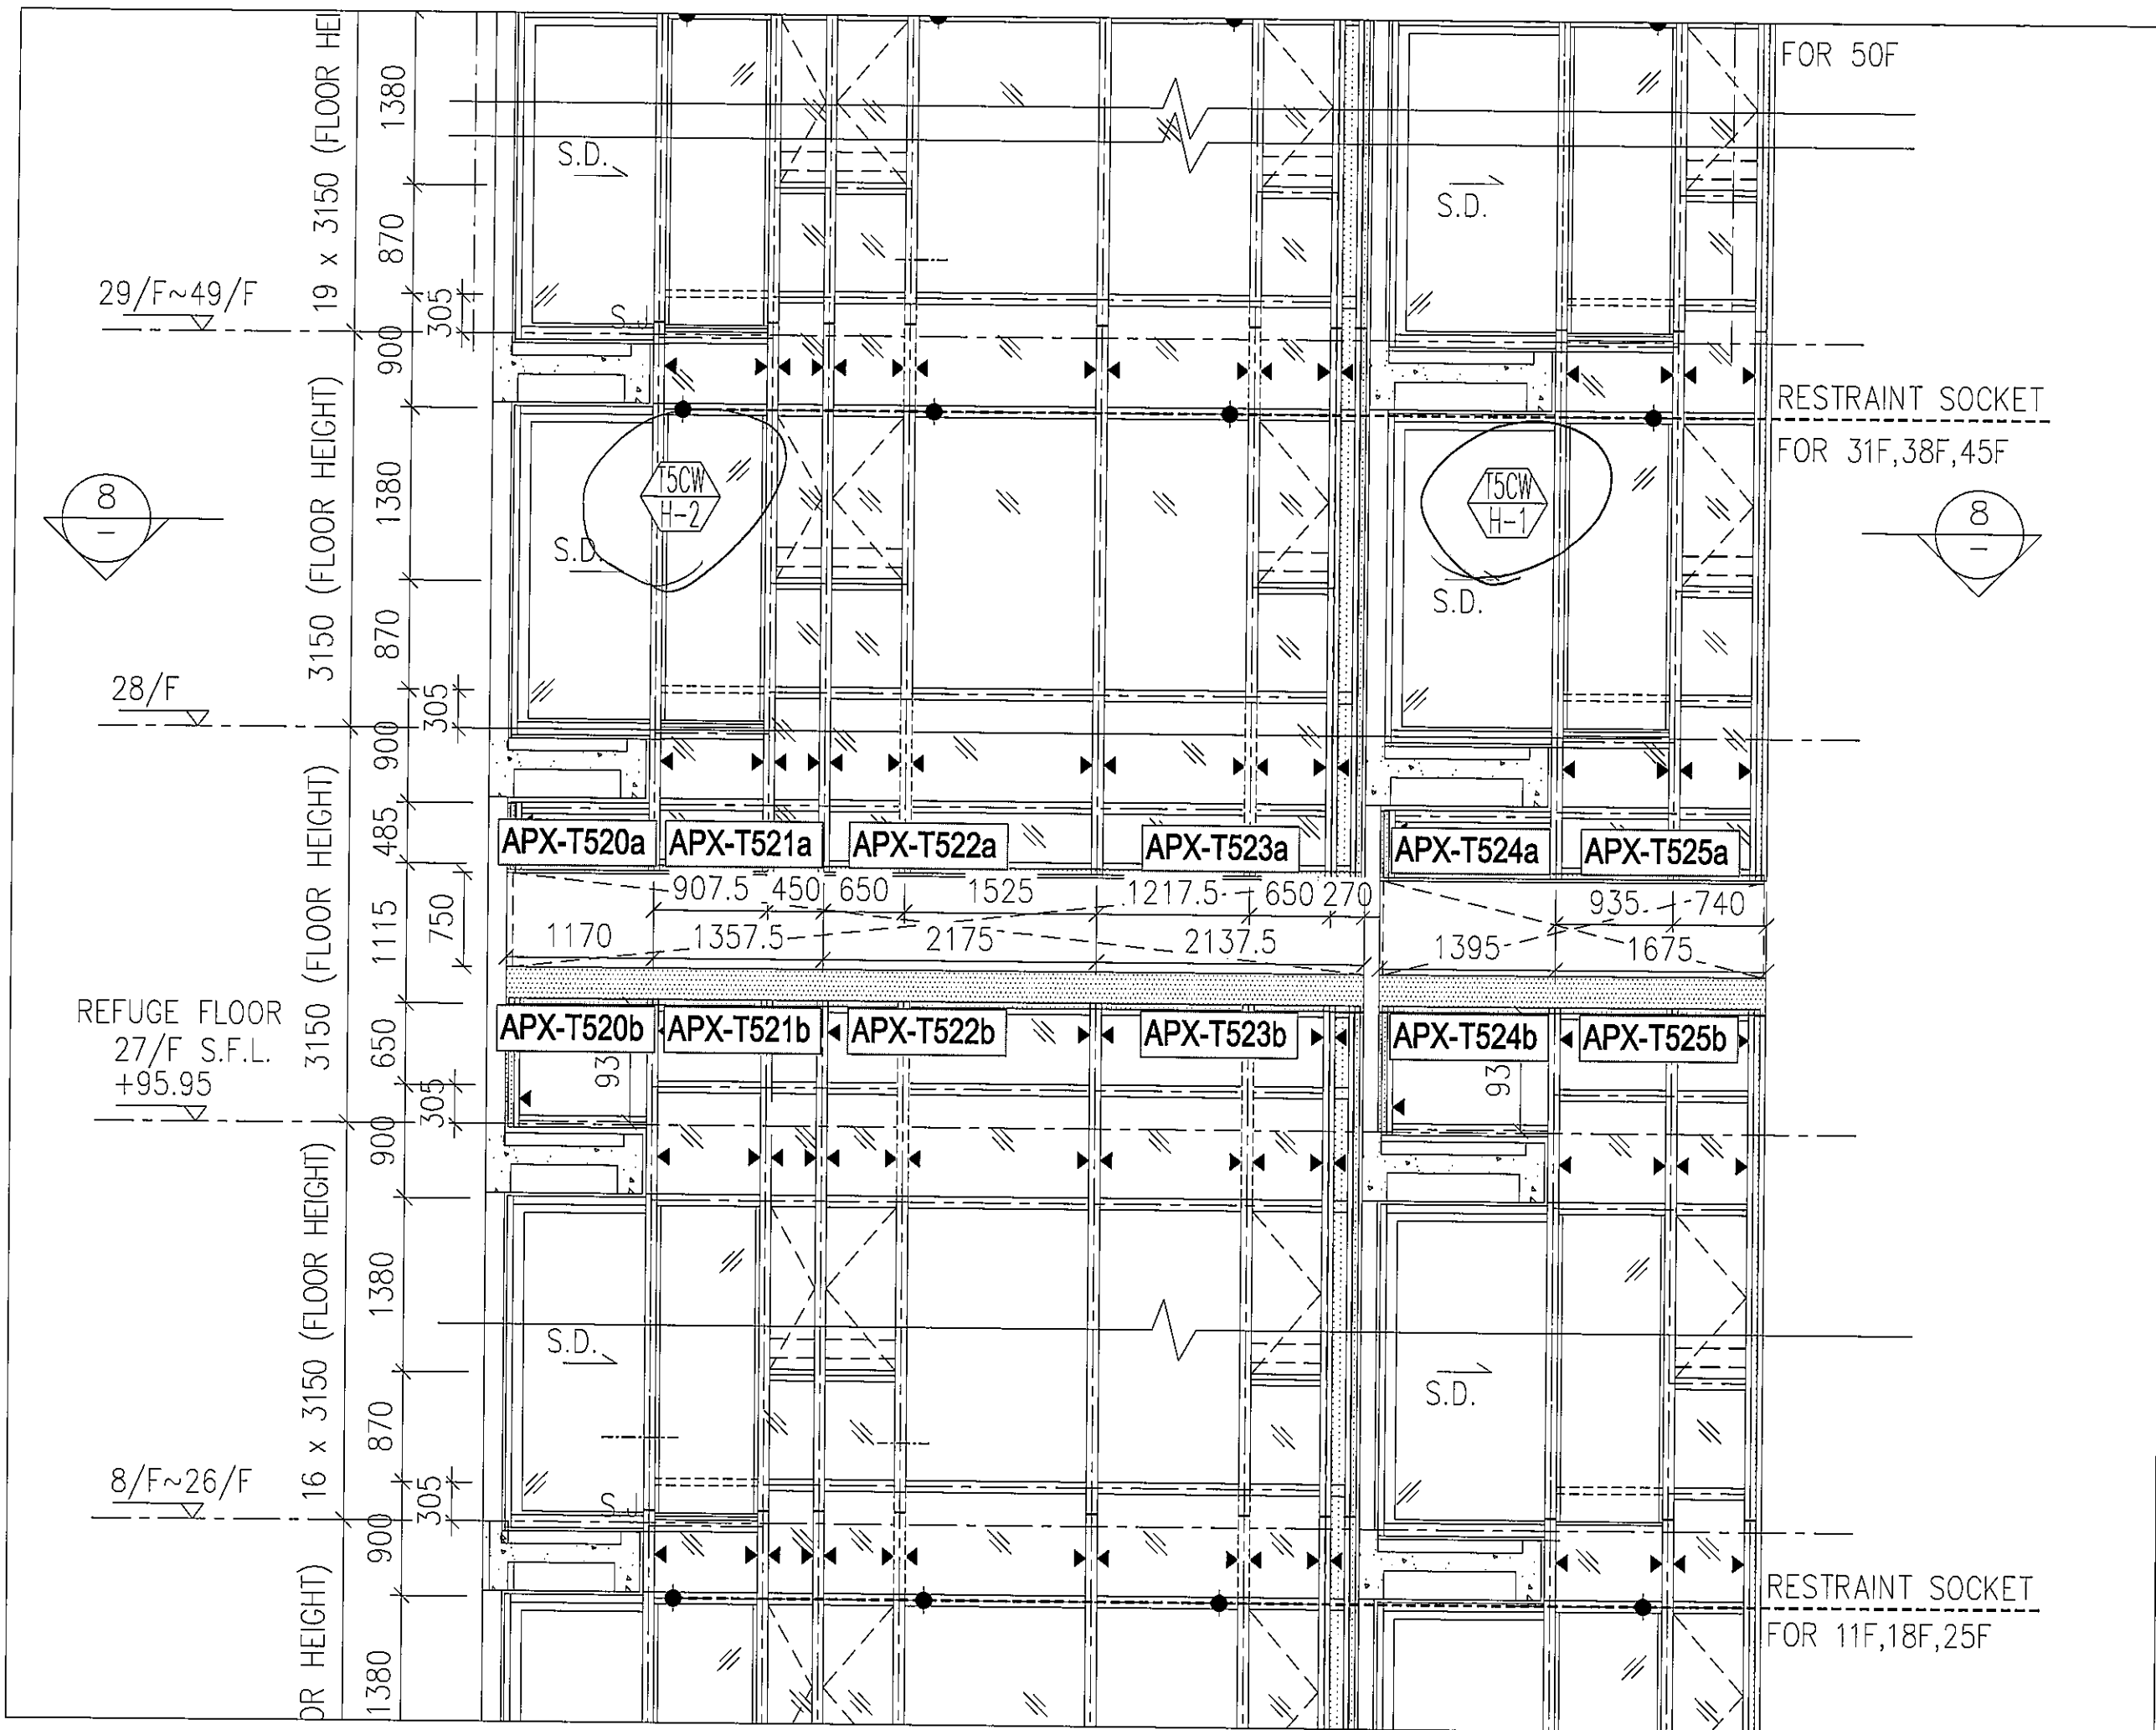 FOR 50F
19 x 3150 (FLOOR HEI
1380
870
305
900
S.D.
S.D.
29/F~49/F
RESTRAINT SOCKET
FOR 31F,38F,45F
3150 (FLOOR HEIGHT)
1380
870
305
900
8
-
T5CW
H-2
S.D.
T5CW
H-1
S.D.
8
-
28/F
3150 (FLOOR HEIGHT)
485
1115
750
650
305
900
APX-T520a
APX-T521a
APX-T522a
APX-T523a
APX-T524a
APX-T525a
907.5 450 650 1525 1217.5 650 270
935 740
1170 1357.5 2175 2137.5
1395 1675
APX-T520b
APX-T521b
APX-T522b
APX-T523b
APX-T524b
APX-T525b
93
93
REFUGE FLOOR
27/F S.F.L.
+95.95
16 x 3150 (FLOOR HEIGHT)
1380
870
305
900
S.D.
S.D.
8/F~26/F
RESTRAINT SOCKET
FOR 11F,18F,25F
OR HEIGHT)
1380